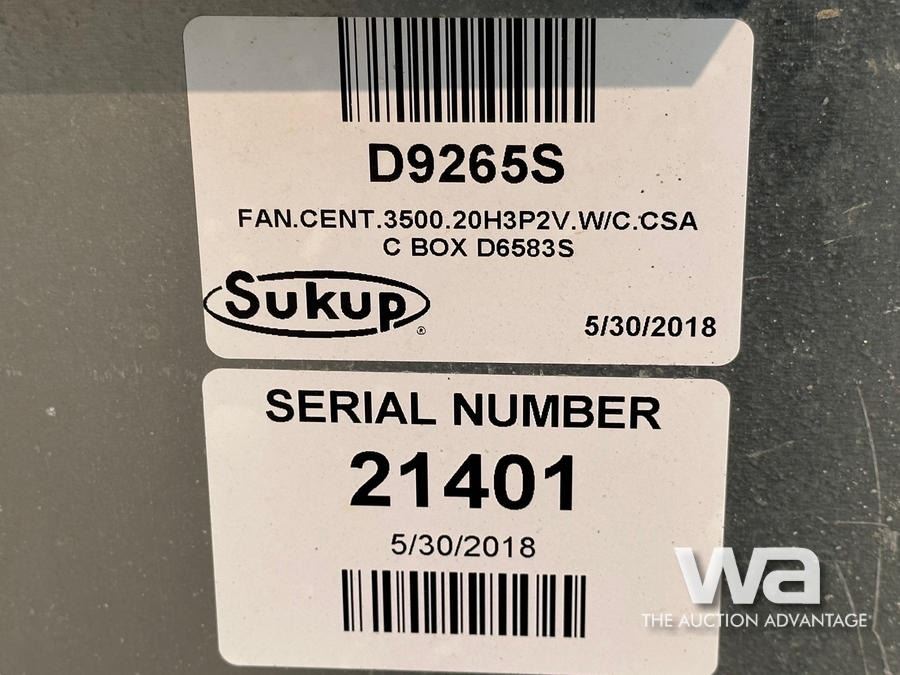 D9265S
FAN.CENT.3500.20H3P2V.W/C.CSA
C BOX D6583S
Sukup®
5/30/2018
SERIAL NUMBER
21401
5/30/2018
wa
THE AUCTION ADVANTAGE